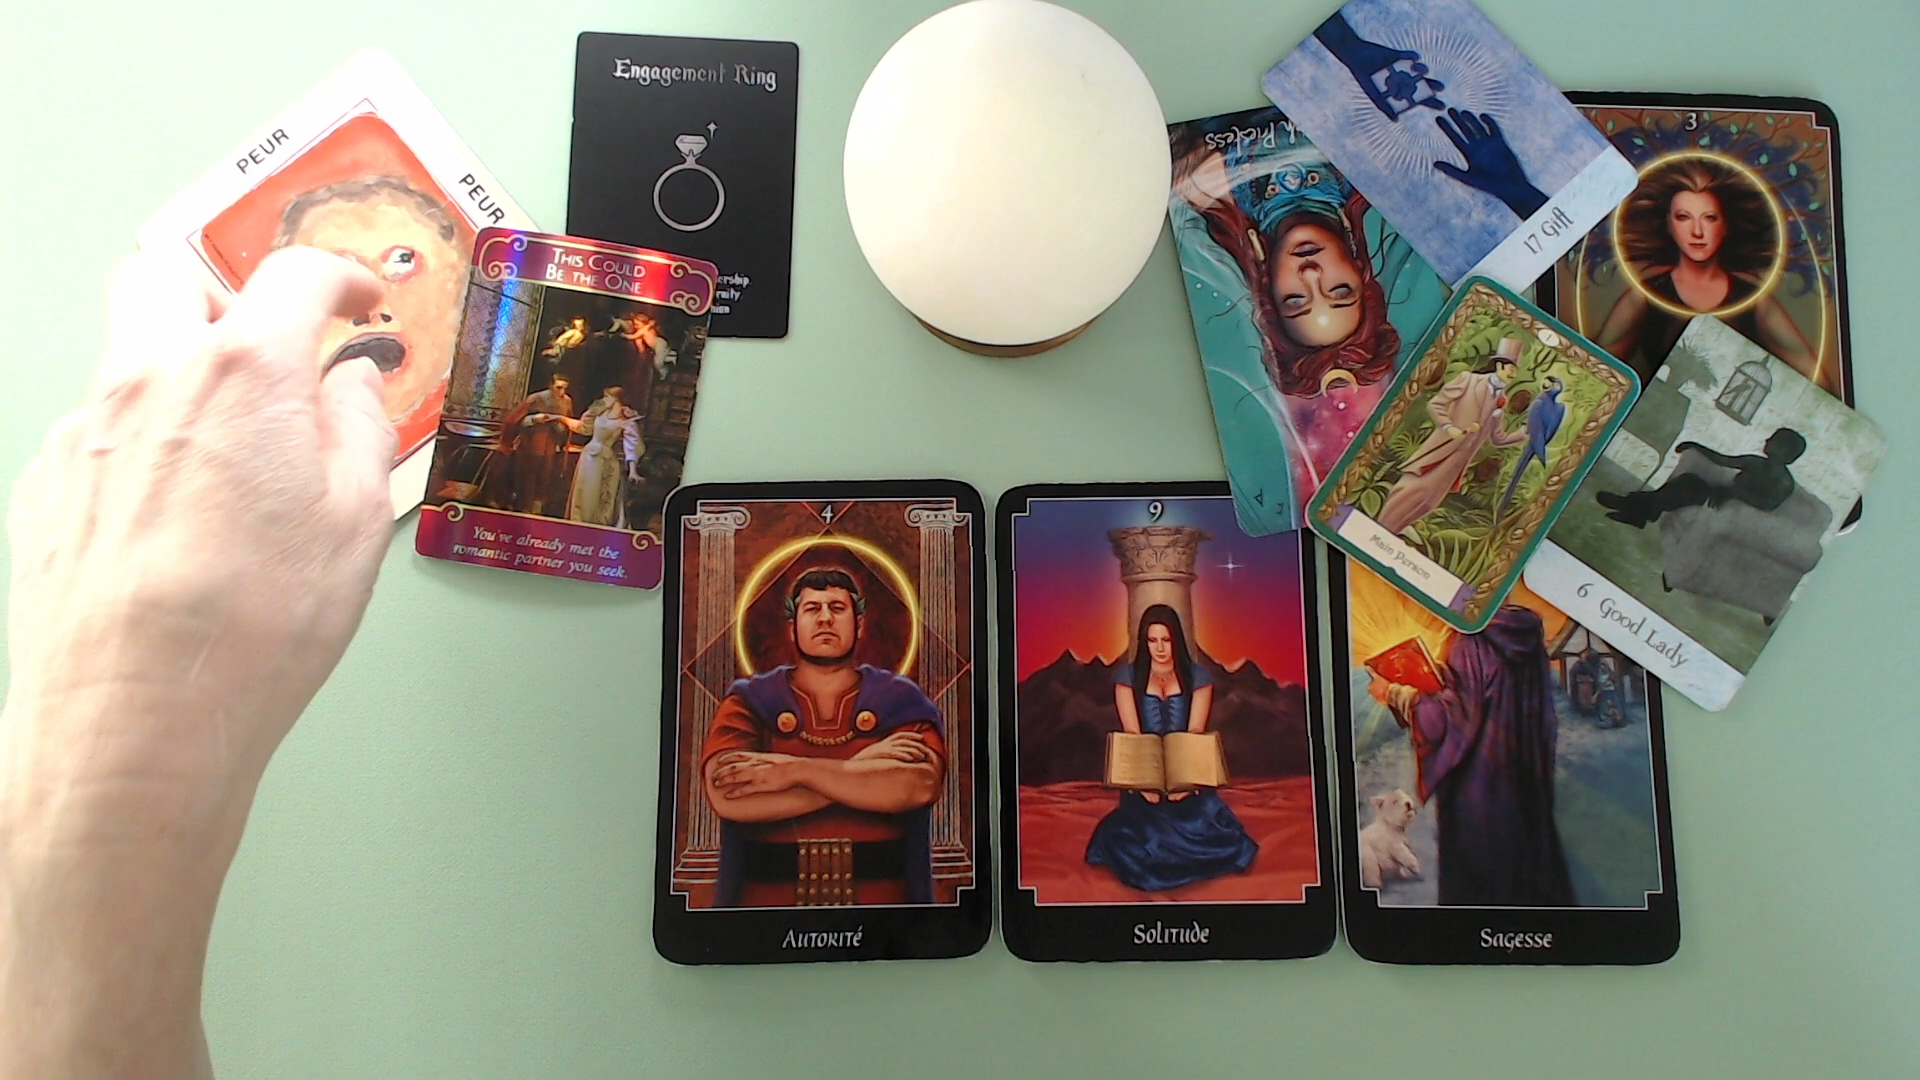 PEUR
PEUR
Engagement Ring
THIS COULD
BE THE ONE
You've already met the
romantic partner you seek.
17 Gift
3
Main Person
6 Good Lady
4
Autorité
9
Solitude
Sagesse